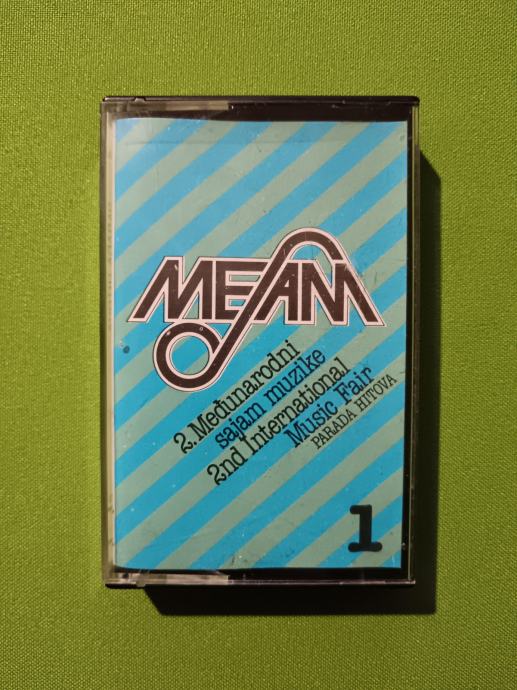 MESAM
2. Međunarodni
sajam muzike
2nd International
Music Fair
PARADA HITOVA
1